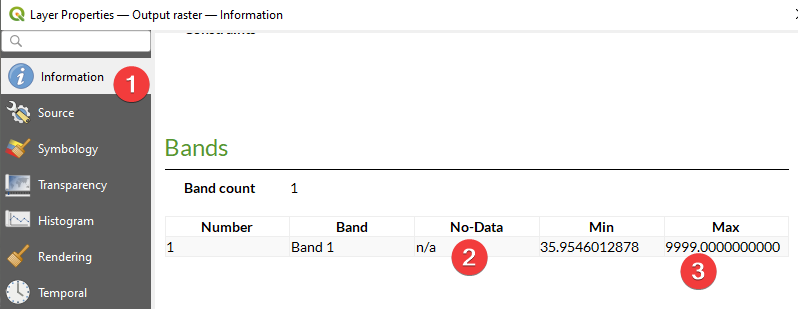 Layer Properties — Output raster — Information
Information
1
Source
Symbology
Transparency
Histogram
Rendering
Temporal
Bands
Band count 1
Number Band No-Data Min Max
1 Band 1 n/a 35.9546012878 9999.0000000000
2 3